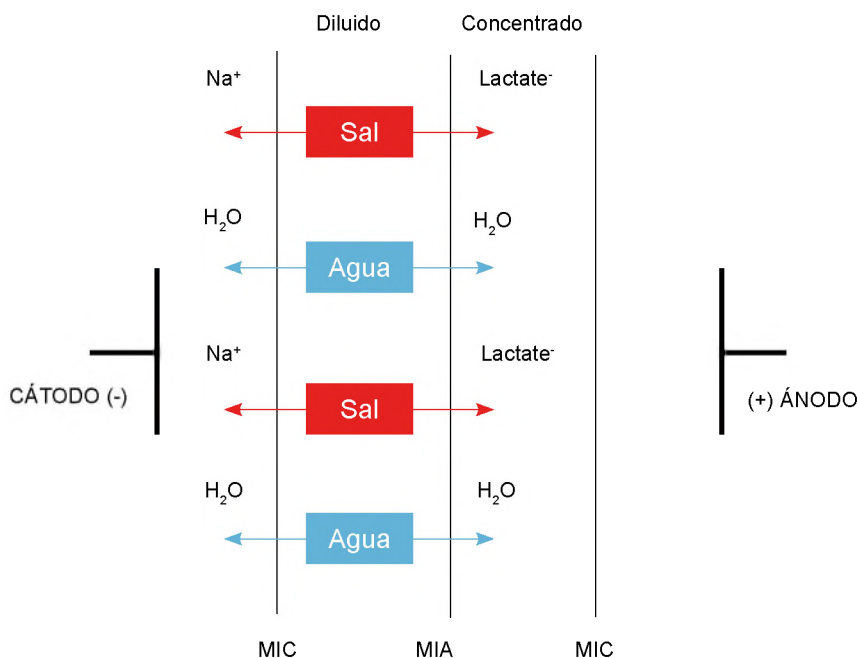 Diluido Concentrado
Na⁺ Lactate⁻
Sal
H₂O H₂O
Agua
Na⁺ Lactate⁻
CÁTODO (-) Sal (+) ÁNODO
H₂O H₂O
Agua
MIC MIA MIC